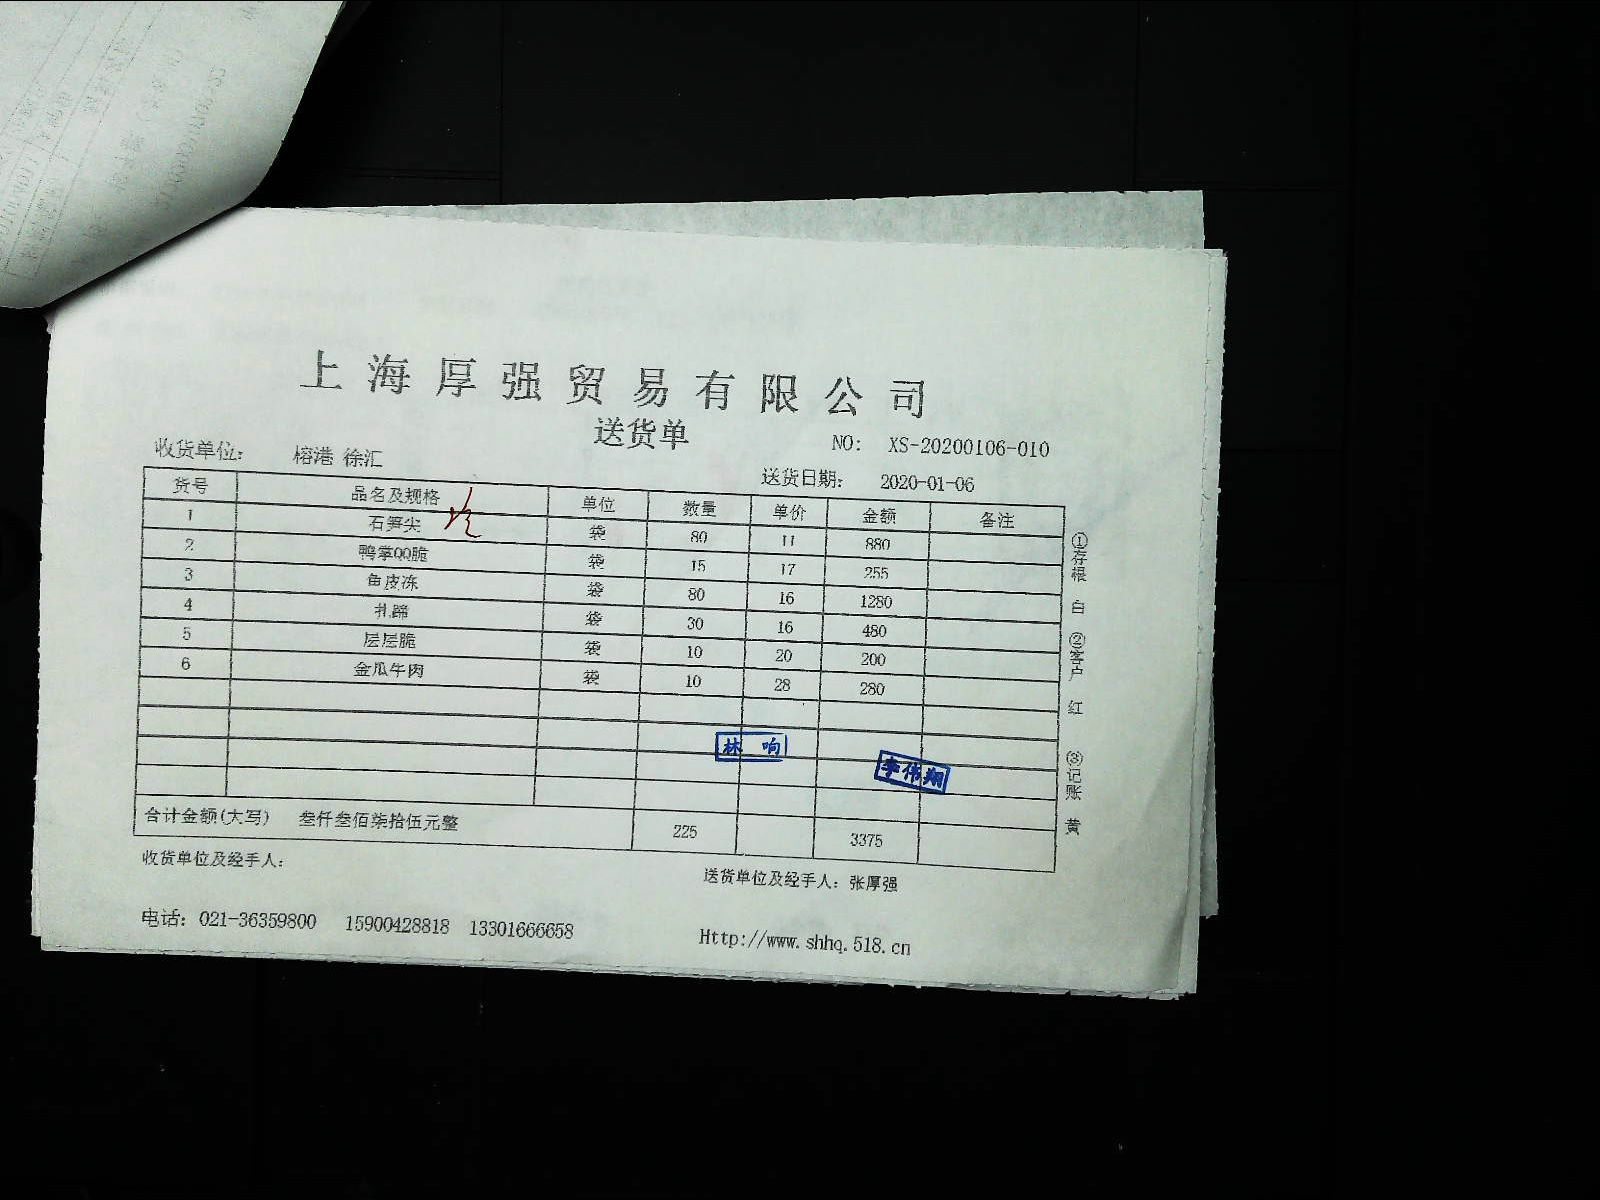 上海厚强贸易有限公司
送货单
NO: XS-20200106-010
收货单位: 榕港 徐汇
送货日期: 2020-01-06
货号 品名及规格 单位 数量 单价 金额 备注
1 石笋尖 袋 80 11 880
2 鸭掌QQ脆 袋 15 17 255
3 鱼皮冻 袋 80 16 1280
4 扎蹄 袋 30 16 480
5 层层脆 袋 10 20 200
6 金瓜牛肉 袋 10 28 280
林 响
李伟翔
合计金额(大写) 叁仟叁佰柒拾伍元整 225 3375
①存根 白 ②客户 红 ③记账 黄
收货单位及经手人:
送货单位及经手人: 张厚强
电话: 021-36359800 15900428818 13301666658
Http://www.shhq.518.cn